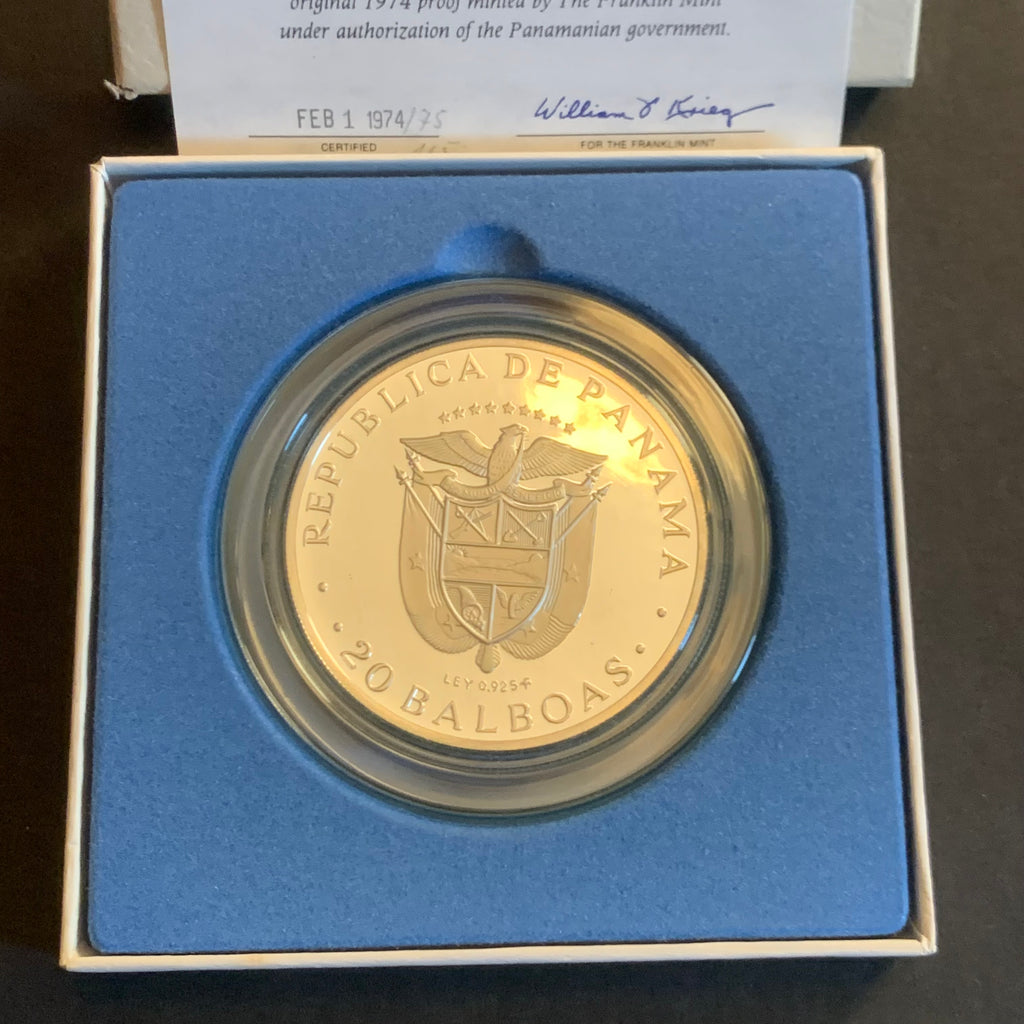 original 1974 proof minted by The Franklin Mint
under authorization of the Panamanian government.
FEB 1 1974/75
William F Krieg
CERTIFIED
FOR THE FRANKLIN MINT
REPUBLICA DE PANAMA
LEY 0.925
20 BALBOAS